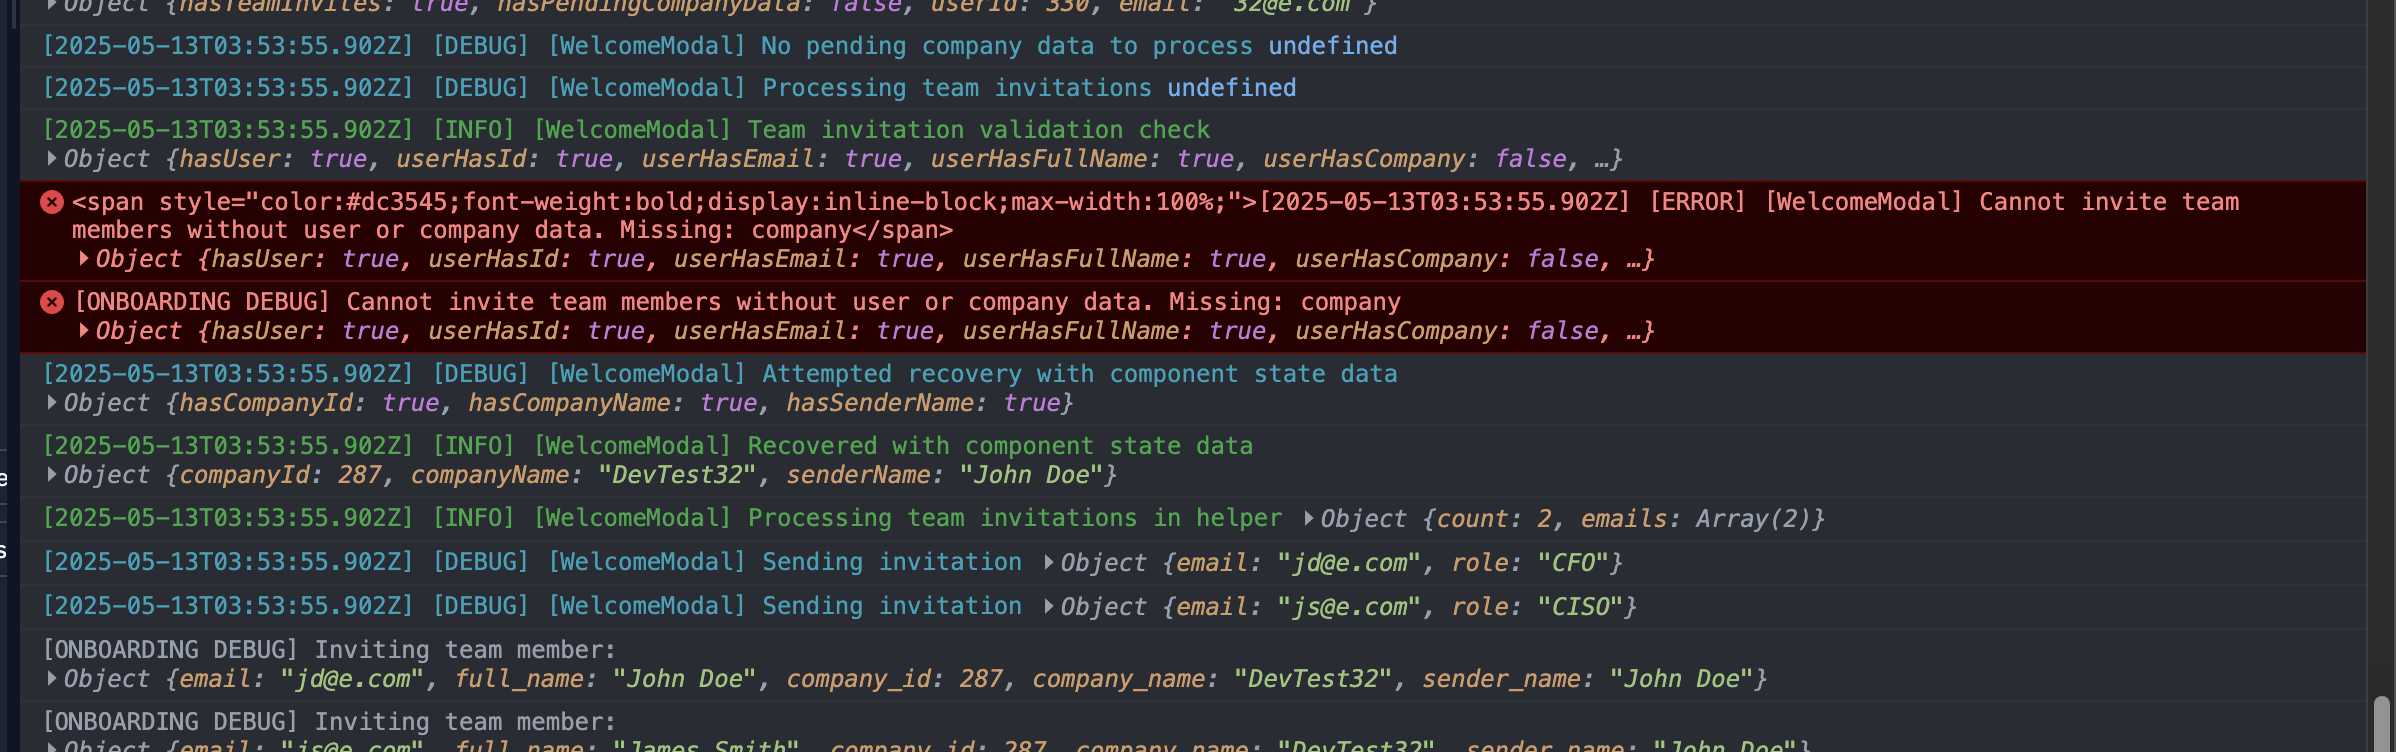 Object {hasTeamInvites: true, hasPendingCompanyData: false, userId: 330, email: "32@e.com"}
[2025-05-13T03:53:55.902Z] [DEBUG] [WelcomeModal] No pending company data to process undefined
[2025-05-13T03:53:55.902Z] [DEBUG] [WelcomeModal] Processing team invitations undefined
[2025-05-13T03:53:55.902Z] [INFO] [WelcomeModal] Team invitation validation check
Object {hasUser: true, userHasId: true, userHasEmail: true, userHasFullName: true, userHasCompany: false, …}
<span style="color:#dc3545;font-weight:bold;display:inline-block;max-width:100%;">[2025-05-13T03:53:55.902Z] [ERROR] [WelcomeModal] Cannot invite team
members without user or company data. Missing: company</span>
Object {hasUser: true, userHasId: true, userHasEmail: true, userHasFullName: true, userHasCompany: false, …}
[ONBOARDING DEBUG] Cannot invite team members without user or company data. Missing: company
Object {hasUser: true, userHasId: true, userHasEmail: true, userHasFullName: true, userHasCompany: false, …}
[2025-05-13T03:53:55.902Z] [DEBUG] [WelcomeModal] Attempted recovery with component state data
Object {hasCompanyId: true, hasCompanyName: true, hasSenderName: true}
[2025-05-13T03:53:55.902Z] [INFO] [WelcomeModal] Recovered with component state data
Object {companyId: 287, companyName: "DevTest32", senderName: "John Doe"}
[2025-05-13T03:53:55.902Z] [INFO] [WelcomeModal] Processing team invitations in helper Object {count: 2, emails: Array(2)}
[2025-05-13T03:53:55.902Z] [DEBUG] [WelcomeModal] Sending invitation Object {email: "jd@e.com", role: "CFO"}
[2025-05-13T03:53:55.902Z] [DEBUG] [WelcomeModal] Sending invitation Object {email: "js@e.com", role: "CISO"}
[ONBOARDING DEBUG] Inviting team member:
Object {email: "jd@e.com", full_name: "John Doe", company_id: 287, company_name: "DevTest32", sender_name: "John Doe"}
[ONBOARDING DEBUG] Inviting team member:
Object {email: "js@e.com", full_name: "James Smith", company_id: 287, company_name: "DevTest32", sender_name: "John Doe"}